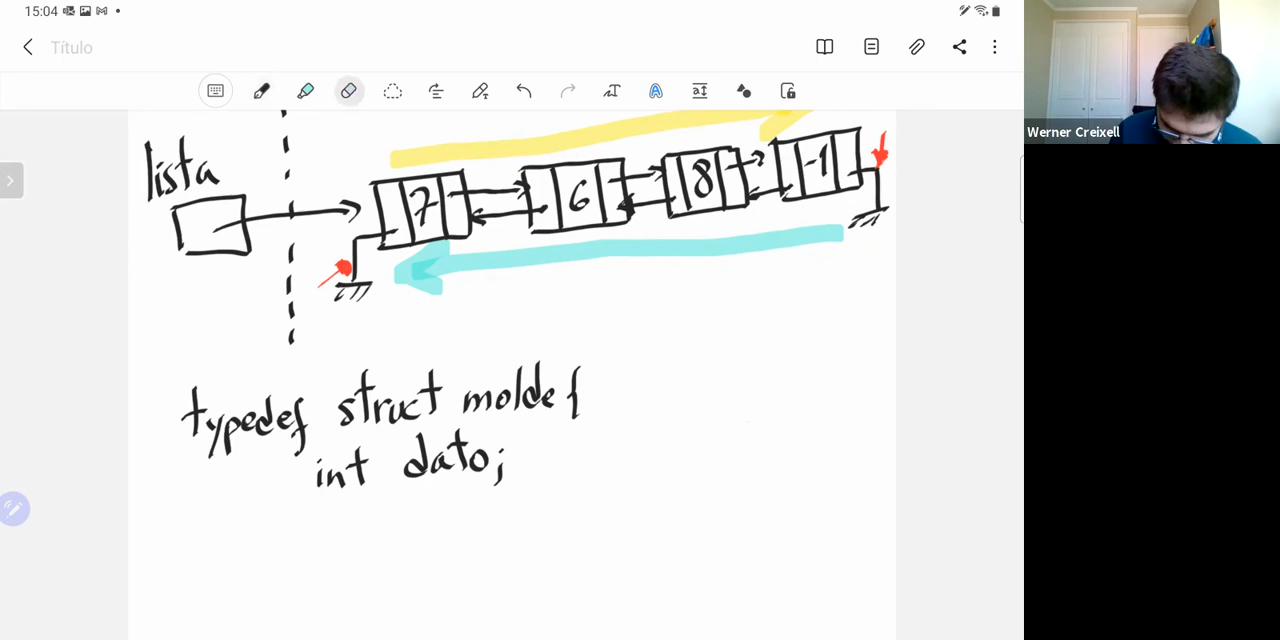 15:04
Título
Werner Creixell
lista
7 6 8 -1
typedef struct molde {
int dato;